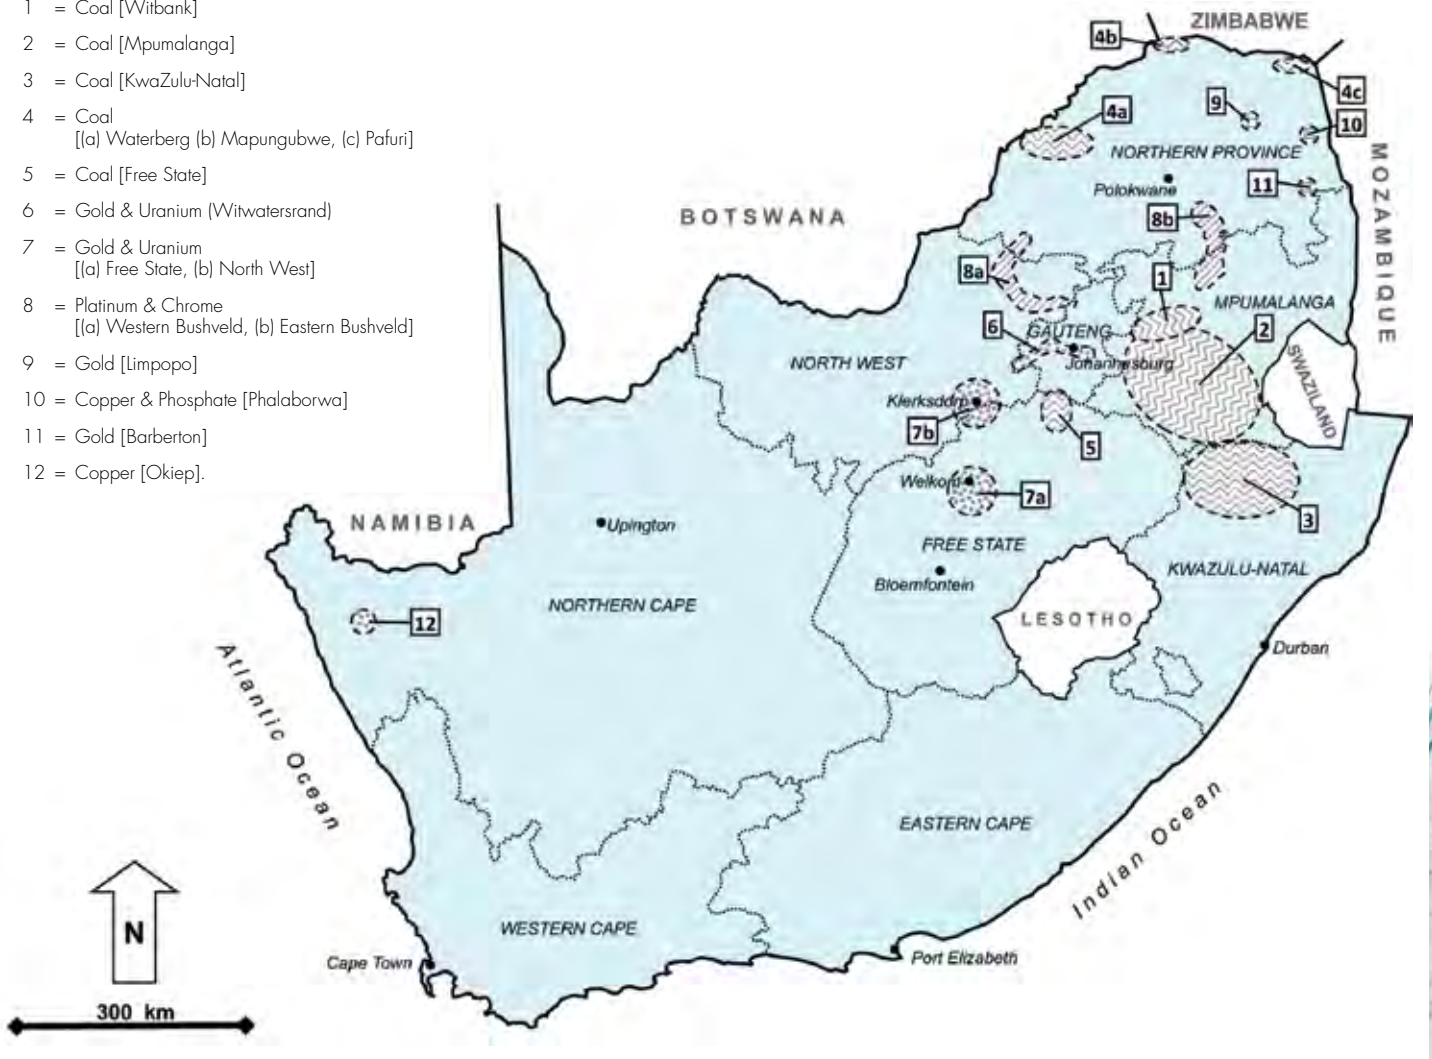 1 = Coal [Witbank]
2 = Coal [Mpumalanga]
3 = Coal [KwaZulu-Natal]
4 = Coal
[(a) Waterberg (b) Mapungubwe, (c) Pafuri]
5 = Coal [Free State]
6 = Gold & Uranium (Witwatersrand)
7 = Gold & Uranium
[(a) Free State, (b) North West]
8 = Platinum & Chrome
[(a) Western Bushveld, (b) Eastern Bushveld]
9 = Gold [Limpopo]
10 = Copper & Phosphate [Phalaborwa]
11 = Gold [Barberton]
12 = Copper [Okiep].
ZIMBABWE
4b
4c
4a
9
10
NORTHERN PROVINCE
MOZAMBIQUE
Polokwane
11
BOTSWANA
8b
8a
1
MPUMALANGA
6
GAUTENG
2
NORTH WEST
Johannesburg
SWAZILAND
Klerksdorp
7b
5
Welkom
7a
3
NAMIBIA
Upington
FREE STATE
Bloemfontein
KWAZULU-NATAL
NORTHERN CAPE
12
LESOTHO
Durban
Atlantic Ocean
EASTERN CAPE
Indian Ocean
WESTERN CAPE
N
Cape Town
Port Elizabeth
300 km